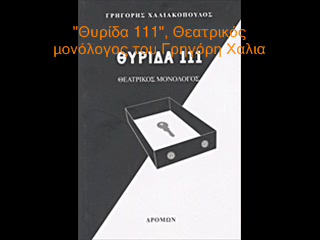 ΓΡΗΓΟΡΗΣ ΧΑΛΙΑΚΟΠΟΥΛΟΣ
"Θυρίδα 111", Θεατρικός
μονόλογος του Γρηγόρη Χαλια
ΘΥΡΙΔΑ 111
ΘΕΑΤΡΙΚΟΣ ΜΟΝΟΛΟΓΟΣ
ΔΡΟΜΩΝ